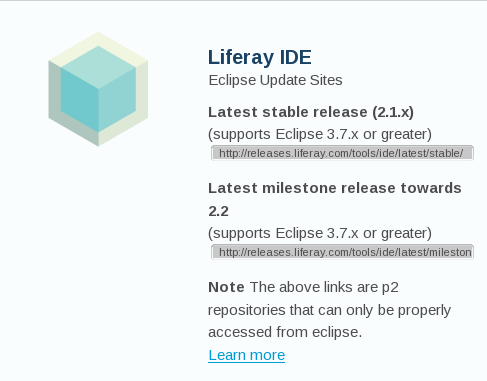 Liferay IDE
Eclipse Update Sites
Latest stable release (2.1.x)
(supports Eclipse 3.7.x or greater)
http://releases.liferay.com/tools/ide/latest/stable/
Latest milestone release towards
2.2
(supports Eclipse 3.7.x or greater)
http://releases.liferay.com/tools/ide/latest/mileston
Note The above links are p2
repositories that can only be properly
accessed from eclipse.
Learn more